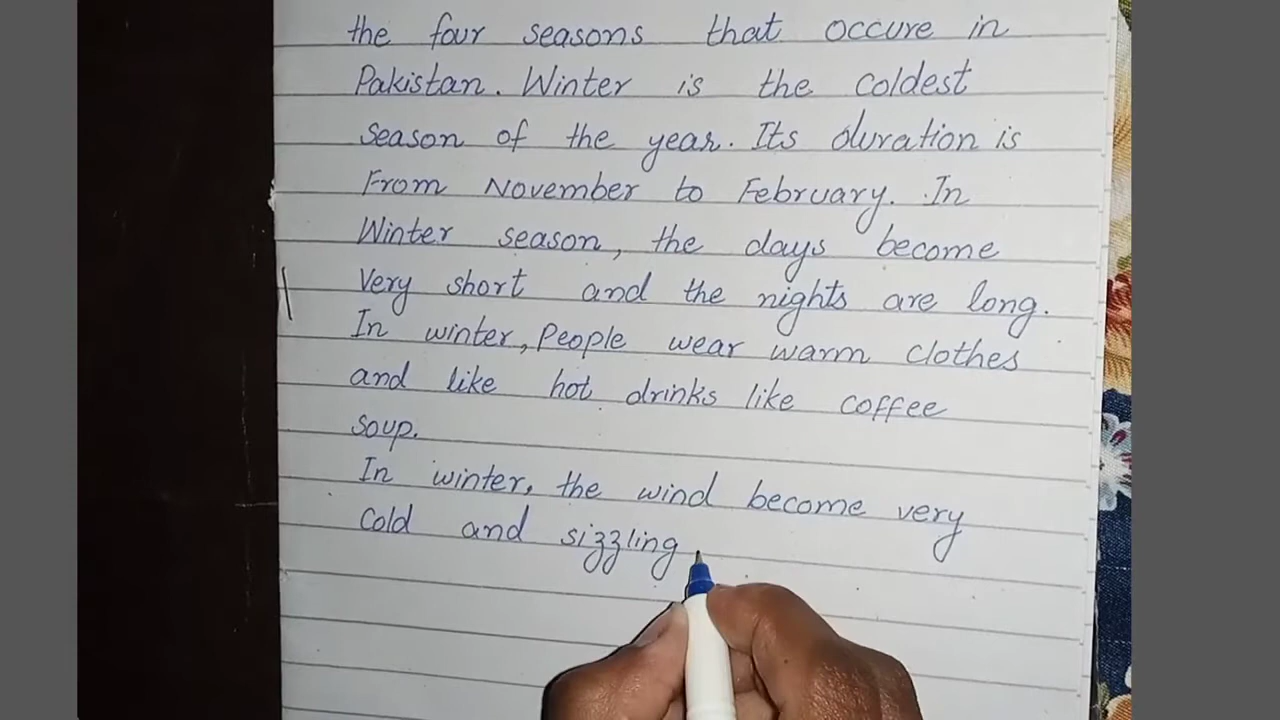 the four seasons that occure in
Pakistan. Winter is the coldest
season of the year. Its duration is
From November to February. In
Winter season, the days become
Very short and the nights are long.
In winter, People wear warm clothes
and like hot drinks like coffee
soup.
In winter, the wind become very
Cold and sizzling